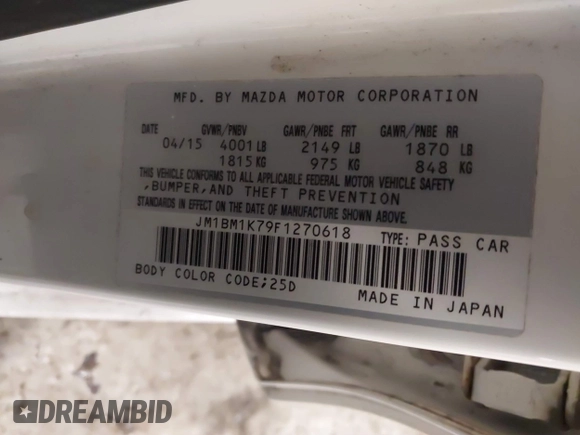 MFD. BY MAZDA MOTOR CORPORATION
DATE GVWR/PNBV GAWR/PNBE FRT GAWR/PNBE RR
04/15 4001 LB 2149 LB 1870 LB
1815 KG 975 KG 848 KG
THIS VEHICLE CONFORMS TO ALL APPLICABLE FEDERAL MOTOR VEHICLE SAFETY
,BUMPER,AND THEFT PREVENTION
STANDARDS IN EFFECT ON THE DATE OF MANUFACTURE SHOWN ABOVE.
JM1BM1K79F1270618 TYPE: PASS CAR
BODY COLOR CODE;25D
MADE IN JAPAN
DREAMBID